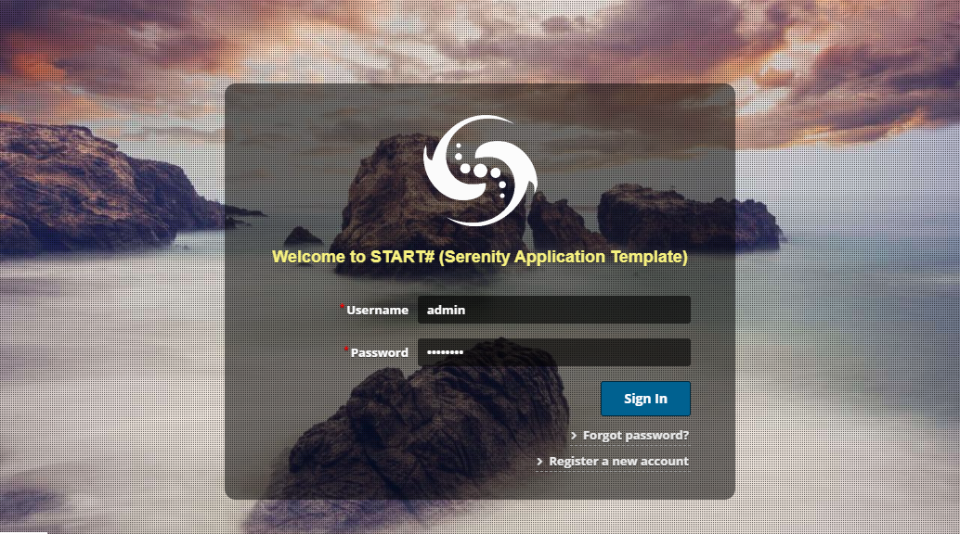 Welcome to START# (Serenity Application Template)
*Username admin
*Password ••••••••
Sign In
> Forgot password?
> Register a new account